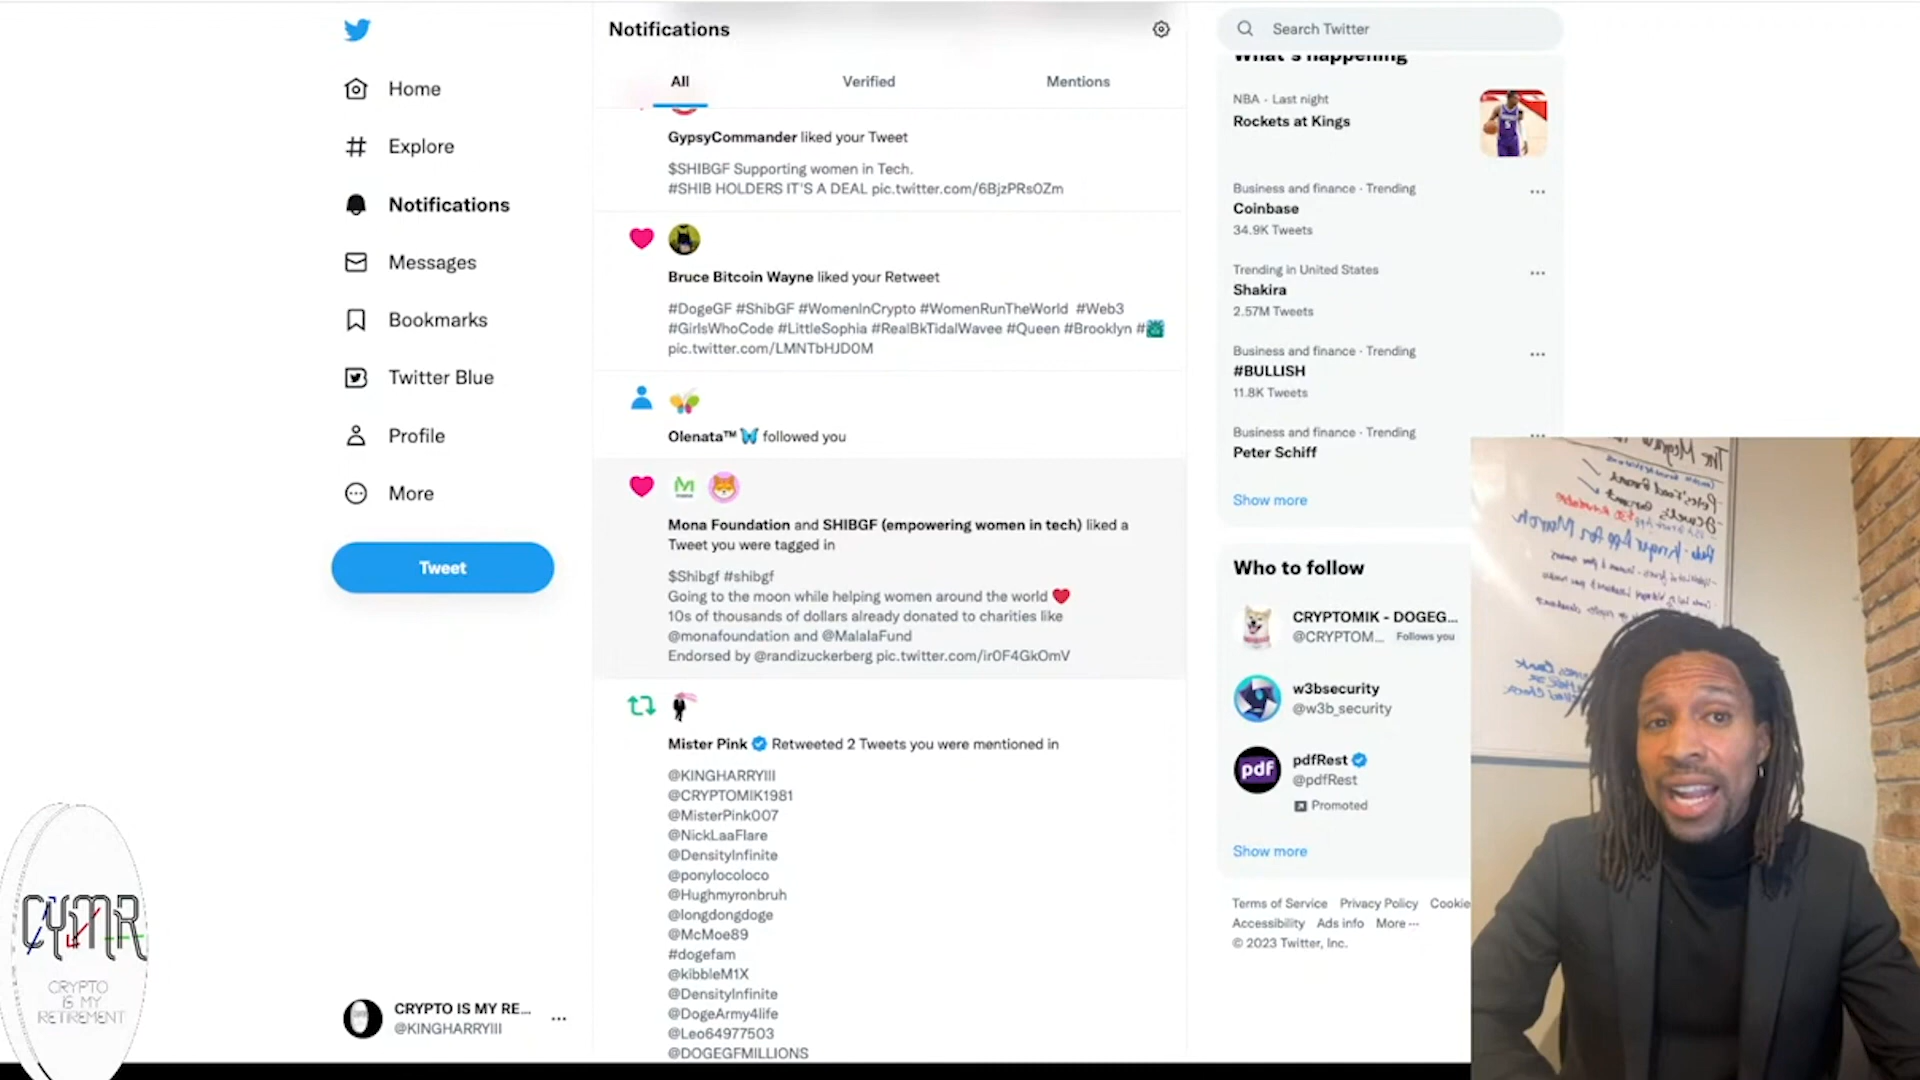 Home
Explore
Notifications
Messages
Bookmarks
Twitter Blue
Profile
More
Tweet
CRYPTO IS MY RE...
@KINGHARRYIII
CYMR
CRYPTO
IS MY
RETIREMENT
Notifications
All
Verified
Mentions
GypsyCommander liked your Tweet
$SHIBGF Supporting women in Tech.
#SHIB HOLDERS IT'S A DEAL pic.twitter.com/6BjzPRs0Zm
Bruce Bitcoin Wayne liked your Retweet
#DogeGF #ShibGF #WomenInCrypto #WomenRunTheWorld #Web3
#GirlsWhoCode #LittleSophia #RealBkTidalWavee #Queen #Brooklyn #🗽
pic.twitter.com/LMNTbHJD0M
Olenata™ 🦋 followed you
Mona Foundation and SHIBGF (empowering women in tech) liked a
Tweet you were tagged in
$Shibgf #shibgf
Going to the moon while helping women around the world ❤️
10s of thousands of dollars already donated to charities like
@monafoundation and @MalalaFund
Endorsed by @randizuckerberg pic.twitter.com/ir0F4GkOmV
Mister Pink Retweeted 2 Tweets you were mentioned in
@KINGHARRYIII
@CRYPTOMIK1981
@MisterPink007
@NickLaaFlare
@DensityInfinite
@ponylocoloco
@Hughmyronbruh
@longdongdoge
@McMoe89
#dogefam
@kibbleM1X
@DensityInfinite
@DogeArmy4life
@Leo64977503
@DOGEGFMILLIONS
Search Twitter
What's happening
NBA · Last night
Rockets at Kings
Business and finance · Trending
Coinbase
34.9K Tweets
Trending in United States
Shakira
2.57M Tweets
Business and finance · Trending
#BULLISH
11.8K Tweets
Business and finance · Trending
Peter Schiff
Show more
Who to follow
CRYPTOMIK - DOGEG...
@CRYPTOM... Follows you
w3bsecurity
@w3b_security
pdf
pdfRest
@pdfRest
Promoted
Show more
Terms of Service Privacy Policy Cookie
Accessibility Ads info More ···
© 2023 Twitter, Inc.